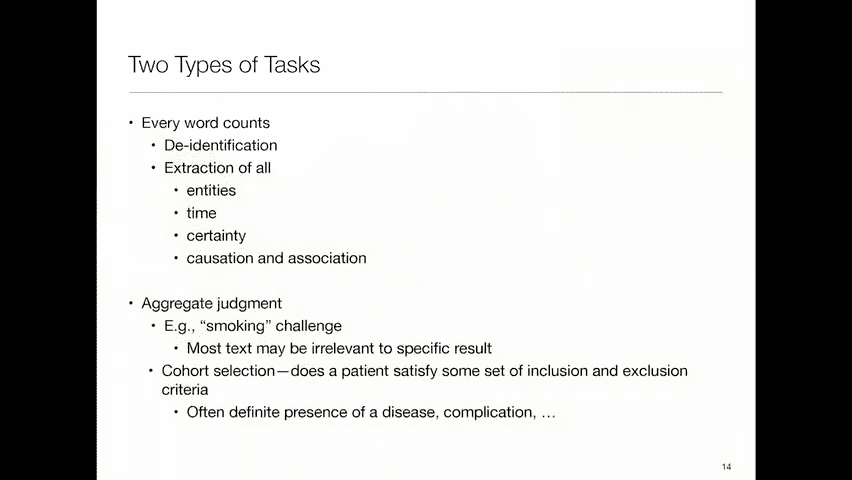 Two Types of Tasks
• Every word counts
• De-identification
• Extraction of all
• entities
• time
• certainty
• causation and association
• Aggregate judgment
• E.g., “smoking” challenge
• Most text may be irrelevant to specific result
• Cohort selection—does a patient satisfy some set of inclusion and exclusion
criteria
• Often definite presence of a disease, complication, …
14